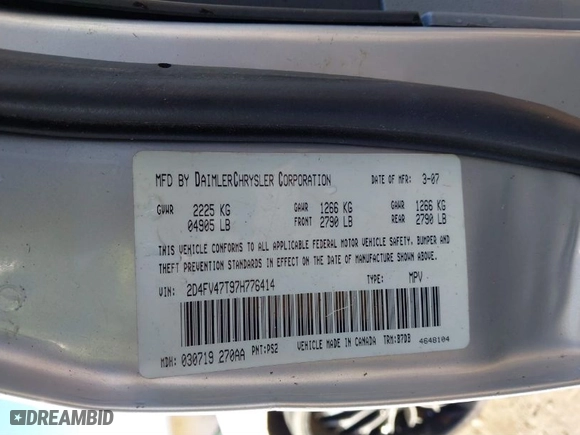 MFD BY DAIMLERCHRYSLER CORPORATION DATE OF MFR: 3-07
GVWR 2225 KG GAWR 1266 KG GAWR 1266 KG
04905 LB FRONT 2790 LB REAR 2790 LB
THIS VEHICLE CONFORMS TO ALL APPLICABLE FEDERAL MOTOR VEHICLE SAFETY, BUMPER AND
THEFT PREVENTION STANDARDS IN EFFECT ON THE DATE OF MANUFACTURE SHOWN ABOVE.
VIN: 2D4FV47T97H776414 TYPE: MPV
MDH: 030719 270AA PNT: PS2 VEHICLE MADE IN CANADA TRM: B7DB 4648104
DREAMBID